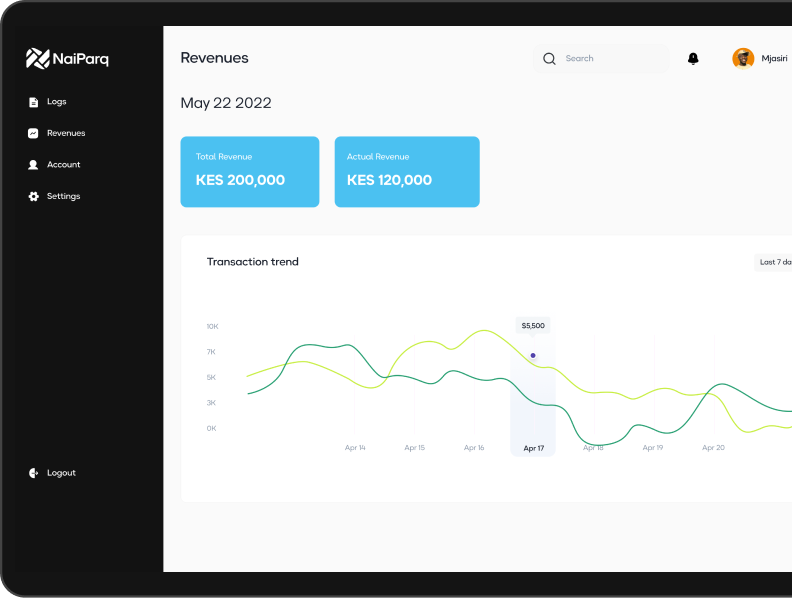 NaiParq
Logs
Revenues
Account
Settings
Logout
Revenues
Search
Mjasiri
May 22 2022
Total Revenue
KES 200,000
Actual Revenue
KES 120,000
Transaction trend
Last 7 da
$5,500
10K
7K
5K
3K
0K
Apr 14
Apr 15
Apr 16
Apr 17
Apr 18
Apr 19
Apr 20